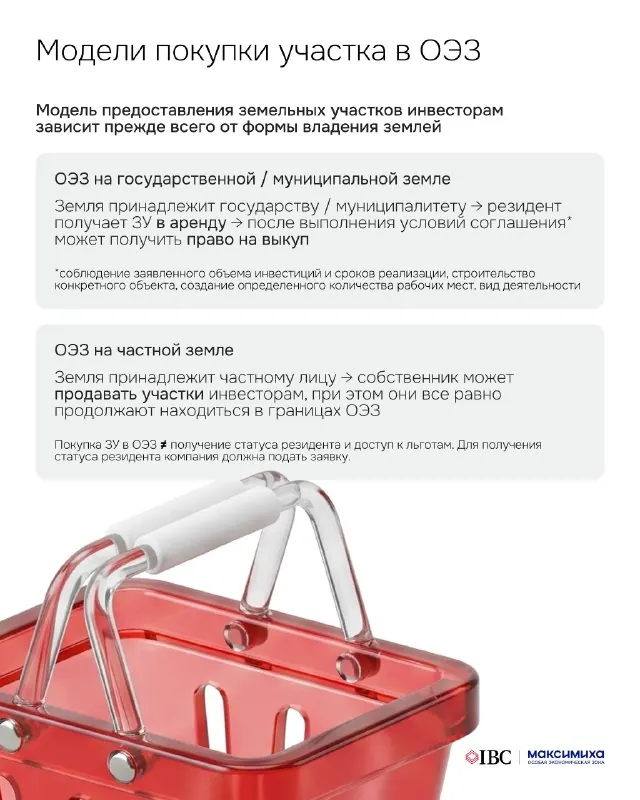 Модели покупки участка в ОЭЗ
Модель предоставления земельных участков инвесторам
зависит прежде всего от формы владения землей
ОЭЗ на государственной / муниципальной земле
Земля принадлежит государству / муниципалитету → резидент
получает ЗУ в аренду → после выполнения условий соглашения*
может получить право на выкуп
*соблюдение заявленного объема инвестиций и сроков реализации, строительство
конкретного объекта, создание определенного количества рабочих мест, вид деятельности
ОЭЗ на частной земле
Земля принадлежит частному лицу → собственник может
продавать участки инвесторам, при этом они все равно
продолжают находиться в границах ОЭЗ
Покупка ЗУ в ОЭЗ ≠ получение статуса резидента и доступ к льготам. Для получения
статуса резидента компания должна подать заявку.
IBC
максимиха
ОСОБАЯ ЭКОНОМИЧЕСКАЯ ЗОНА